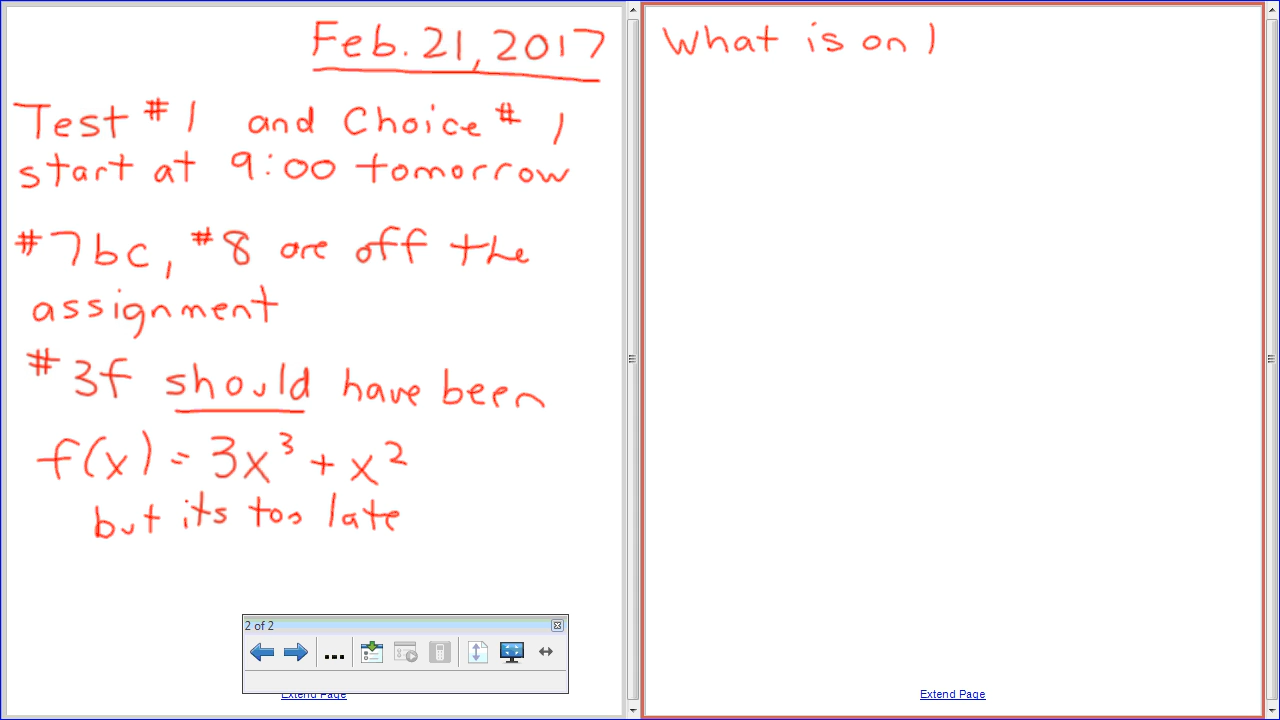 Feb. 21, 2017
Test #1 and Choice # 1
start at 9:00 tomorrow
#7bc, #8 are off the
assignment
#3f should have been
f(x) = 3x³ + x²
but its too late
2 of 2
...
Extend Page
What is on
Extend Page